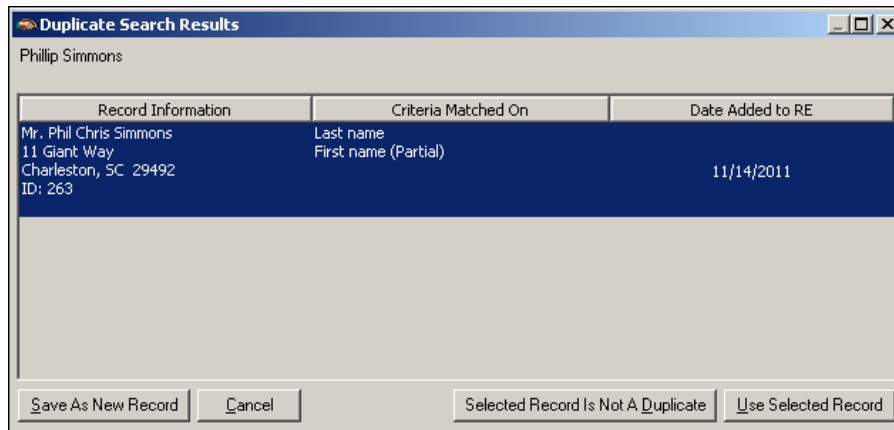 Duplicate Search Results
Phillip Simmons
Record Information Criteria Matched On Date Added to RE
Mr. Phil Chris Simmons Last name
11 Giant Way First name (Partial)
Charleston, SC 29492 11/14/2011
ID: 263
Save As New Record Cancel Selected Record Is Not A Duplicate Use Selected Record